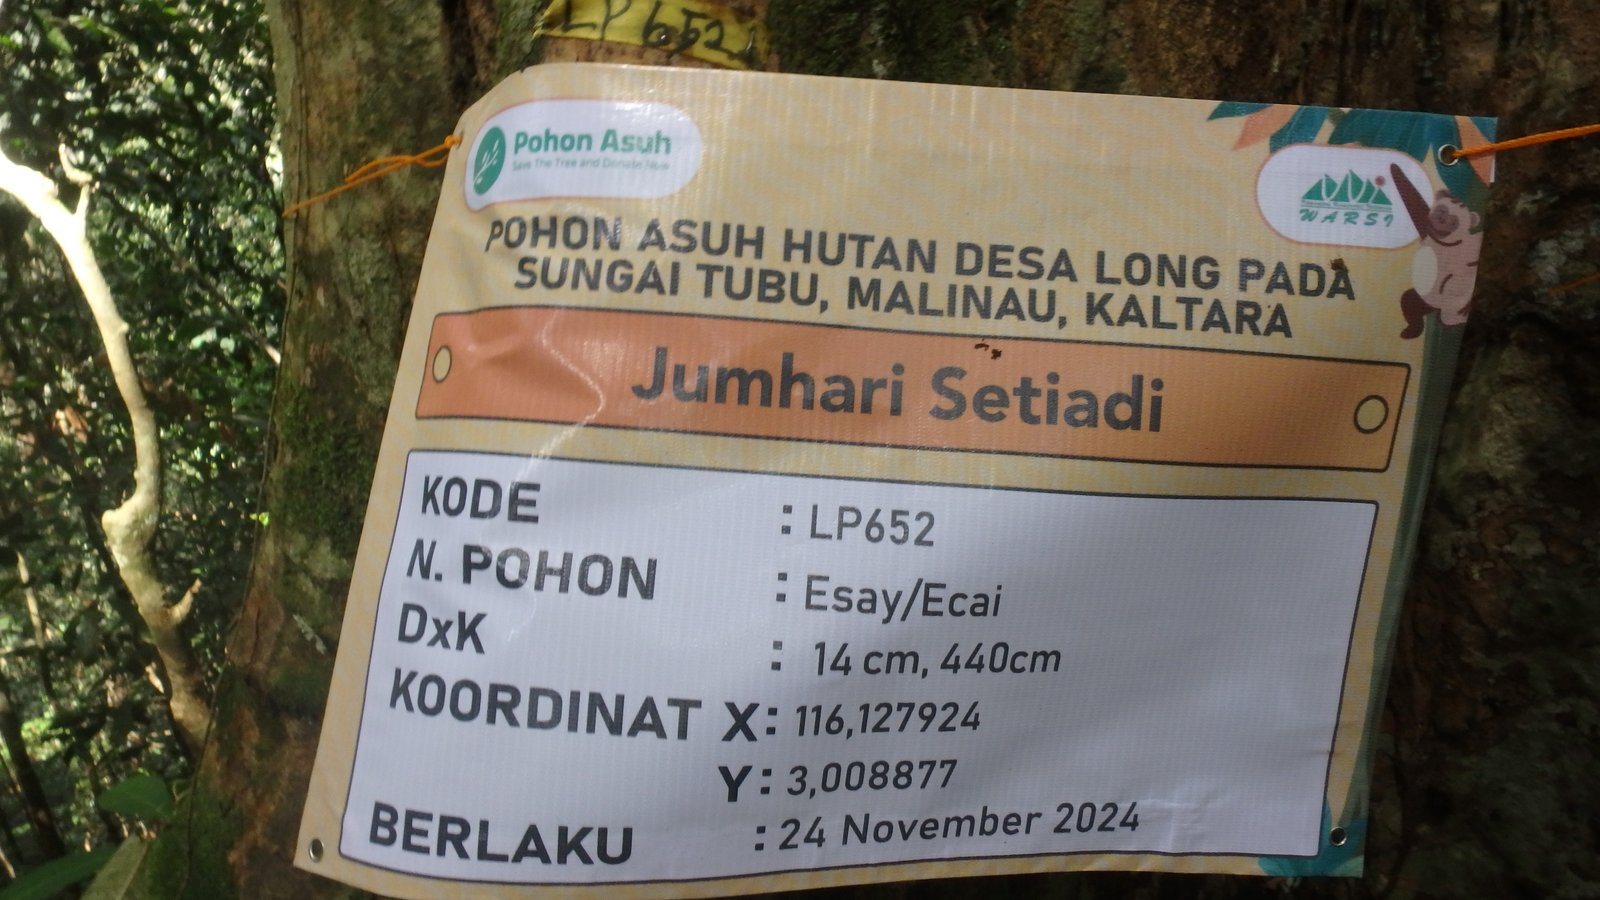 LP 652
Pohon Asuh
Save The Tree and Donate Now
WARSI
POHON ASUH HUTAN DESA LONG PADA
SUNGAI TUBU, MALINAU, KALTARA
Jumhari Setiadi
KODE : LP652
N. POHON : Esay/Ecai
DxK : 14 cm, 440cm
KOORDINAT X: 116,127924
Y: 3,008877
BERLAKU : 24 November 2024